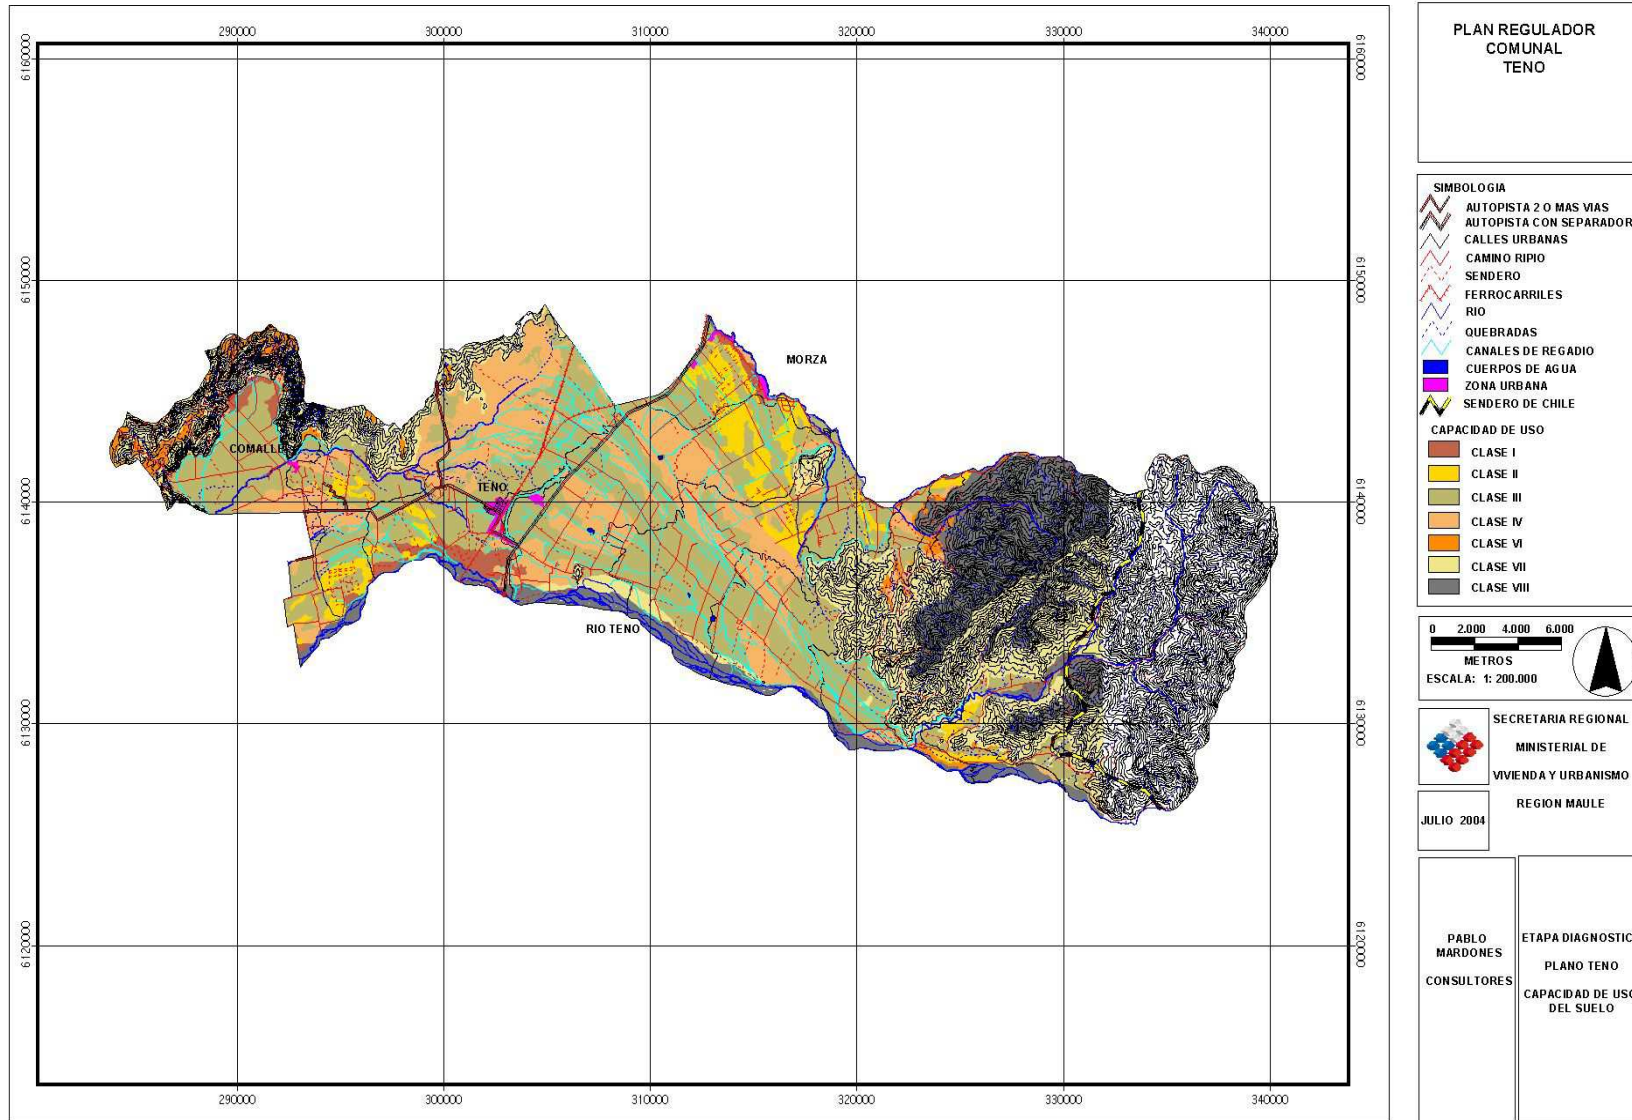 290000 300000 310000 320000 330000 340000
6160000
6150000
6140000
6130000
6120000
6160000
6150000
6140000
6130000
6120000
MORZA
COMALLE
TENO
RIO TENO
290000 300000 310000 320000 330000 340000
PLAN REGULADOR
COMUNAL
TENO
SIMBOLOGIA
AUTOPISTA 2 O MAS VIAS
AUTOPISTA CON SEPARADOR
CALLES URBANAS
CAMINO RIPIO
SENDERO
FERROCARRILES
RIO
QUEBRADAS
CANALES DE REGADIO
CUERPOS DE AGUA
ZONA URBANA
SENDERO DE CHILE
CAPACIDAD DE USO
CLASE I
CLASE II
CLASE III
CLASE IV
CLASE VI
CLASE VII
CLASE VIII
0 2.000 4.000 6.000
METROS
ESCALA: 1: 200.000
SECRETARIA REGIONAL
MINISTERIAL DE
VIVIENDA Y URBANISMO
REGION MAULE
JULIO 2004
PABLO
MARDONES
CONSULTORES
ETAPA DIAGNOSTIC
PLANO TENO
CAPACIDAD DE USO
DEL SUELO